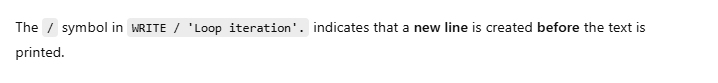 The / symbol in WRITE / 'Loop iteration'. indicates that a new line is created before the text is
printed.